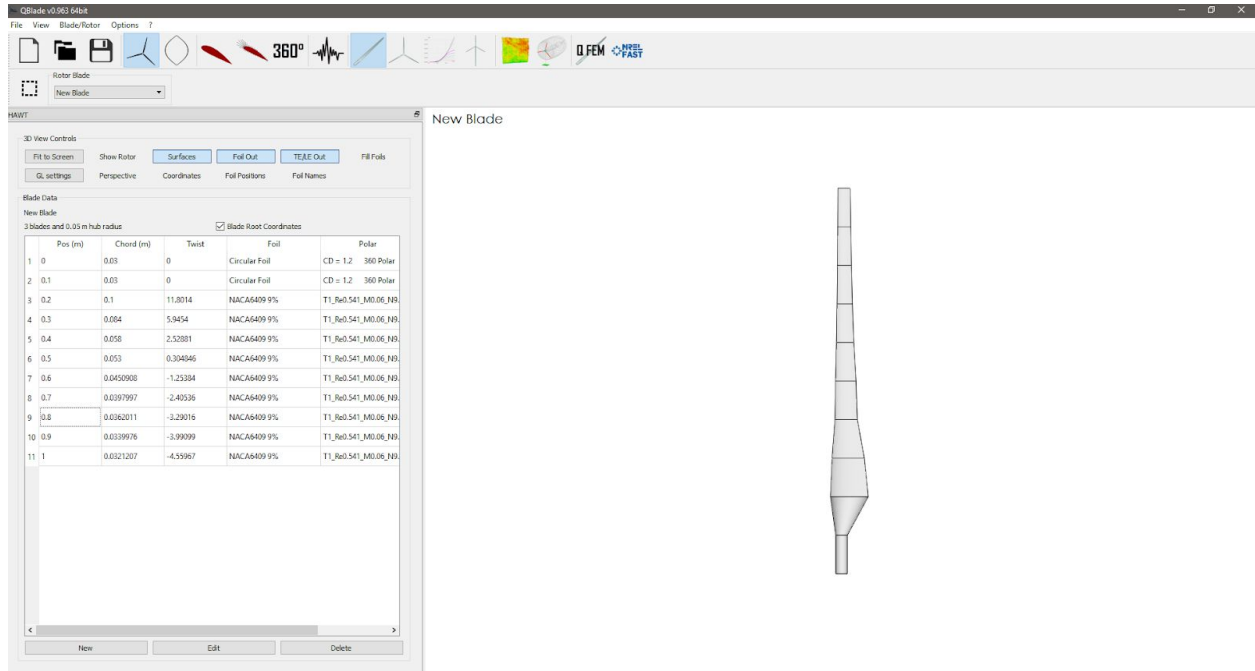 QBlade v0.963 64bit
File View Blade/Rotor Options ?
360° Q FEM NREL FAST
Rotor Blade
New Blade
HAWT
New Blade
3D View Controls
Fit to Screen Show Rotor Surfaces Foil Out TE/LE Out Fill Foils
GL settings Perspective Coordinates Foil Positions Foil Names
Blade Data
New Blade
3 blades and 0.05 m hub radius Blade Root Coordinates
Pos (m) Chord (m) Twist Foil Polar
1 0 0.03 0 Circular Foil CD = 1.2 360 Polar
2 0.1 0.03 0 Circular Foil CD = 1.2 360 Polar
3 0.2 0.1 11.8014 NACA6409 9% T1_Re0.541_M0.06_N9.
4 0.3 0.084 5.9454 NACA6409 9% T1_Re0.541_M0.06_N9.
5 0.4 0.058 2.52881 NACA6409 9% T1_Re0.541_M0.06_N9.
6 0.5 0.053 0.304846 NACA6409 9% T1_Re0.541_M0.06_N9.
7 0.6 0.0450908 -1.25384 NACA6409 9% T1_Re0.541_M0.06_N9.
8 0.7 0.0397997 -2.40536 NACA6409 9% T1_Re0.541_M0.06_N9.
9 0.8 0.0362011 -3.29016 NACA6409 9% T1_Re0.541_M0.06_N9.
10 0.9 0.0339976 -3.99099 NACA6409 9% T1_Re0.541_M0.06_N9.
11 1 0.0321207 -4.55967 NACA6409 9% T1_Re0.541_M0.06_N9.
New Edit Delete